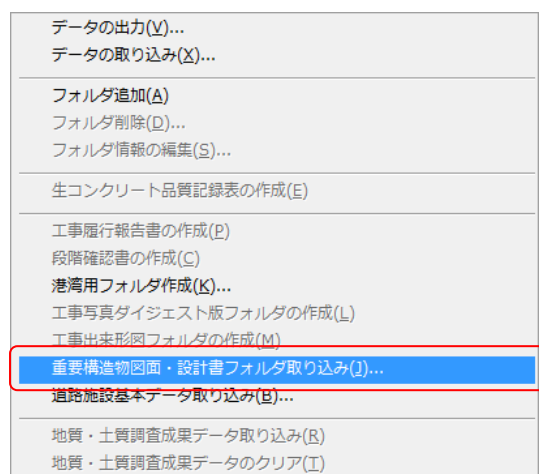 データの出力(V)...
データの取り込み(X)...
フォルダ追加(A)
フォルダ削除(D)...
フォルダ情報の編集(S)...
生コンクリート品質記録表の作成(E)
工事履行報告書の作成(P)
段階確認書の作成(C)
港湾用フォルダ作成(K)...
工事写真ダイジェスト版フォルダの作成(L)
工事出来形図フォルダの作成(M)
重要構造物図面・設計書フォルダ取り込み(J)...
道路施設基本データ取り込み(B)...
地質・土質調査成果データ取り込み(R)
地質・土質調査成果データのクリア(T)